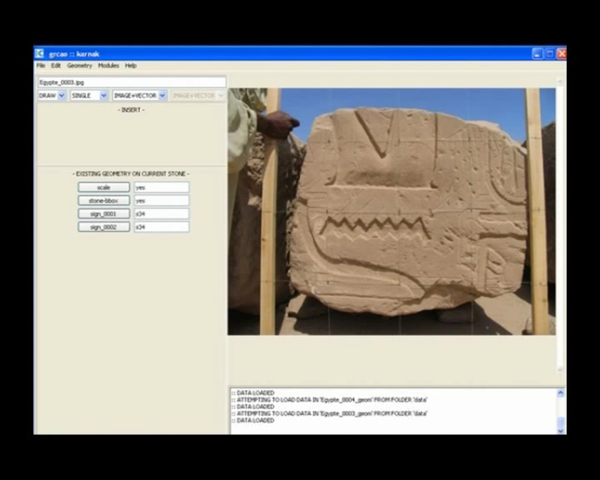 grcao :: karnak
File Edit Geometry Modules Help
Egypte_0003.jpg
DRAW SINGLE IMAGE+VECTOR IMAGE+VECTOR
- INSERT -
- EXISTING GEOMETRY ON CURRENT STONE -
scale yes
stone-bbox yes
sign_0001 s34
sign_0002 s34
:: DATA LOADED
:: ATTEMPTING TO LOAD DATA IN 'Egypte_0004_geom' FROM FOLDER 'data'
:: DATA LOADED
:: ATTEMPTING TO LOAD DATA IN 'Egypte_0003_geom' FROM FOLDER 'data'
:: DATA LOADED